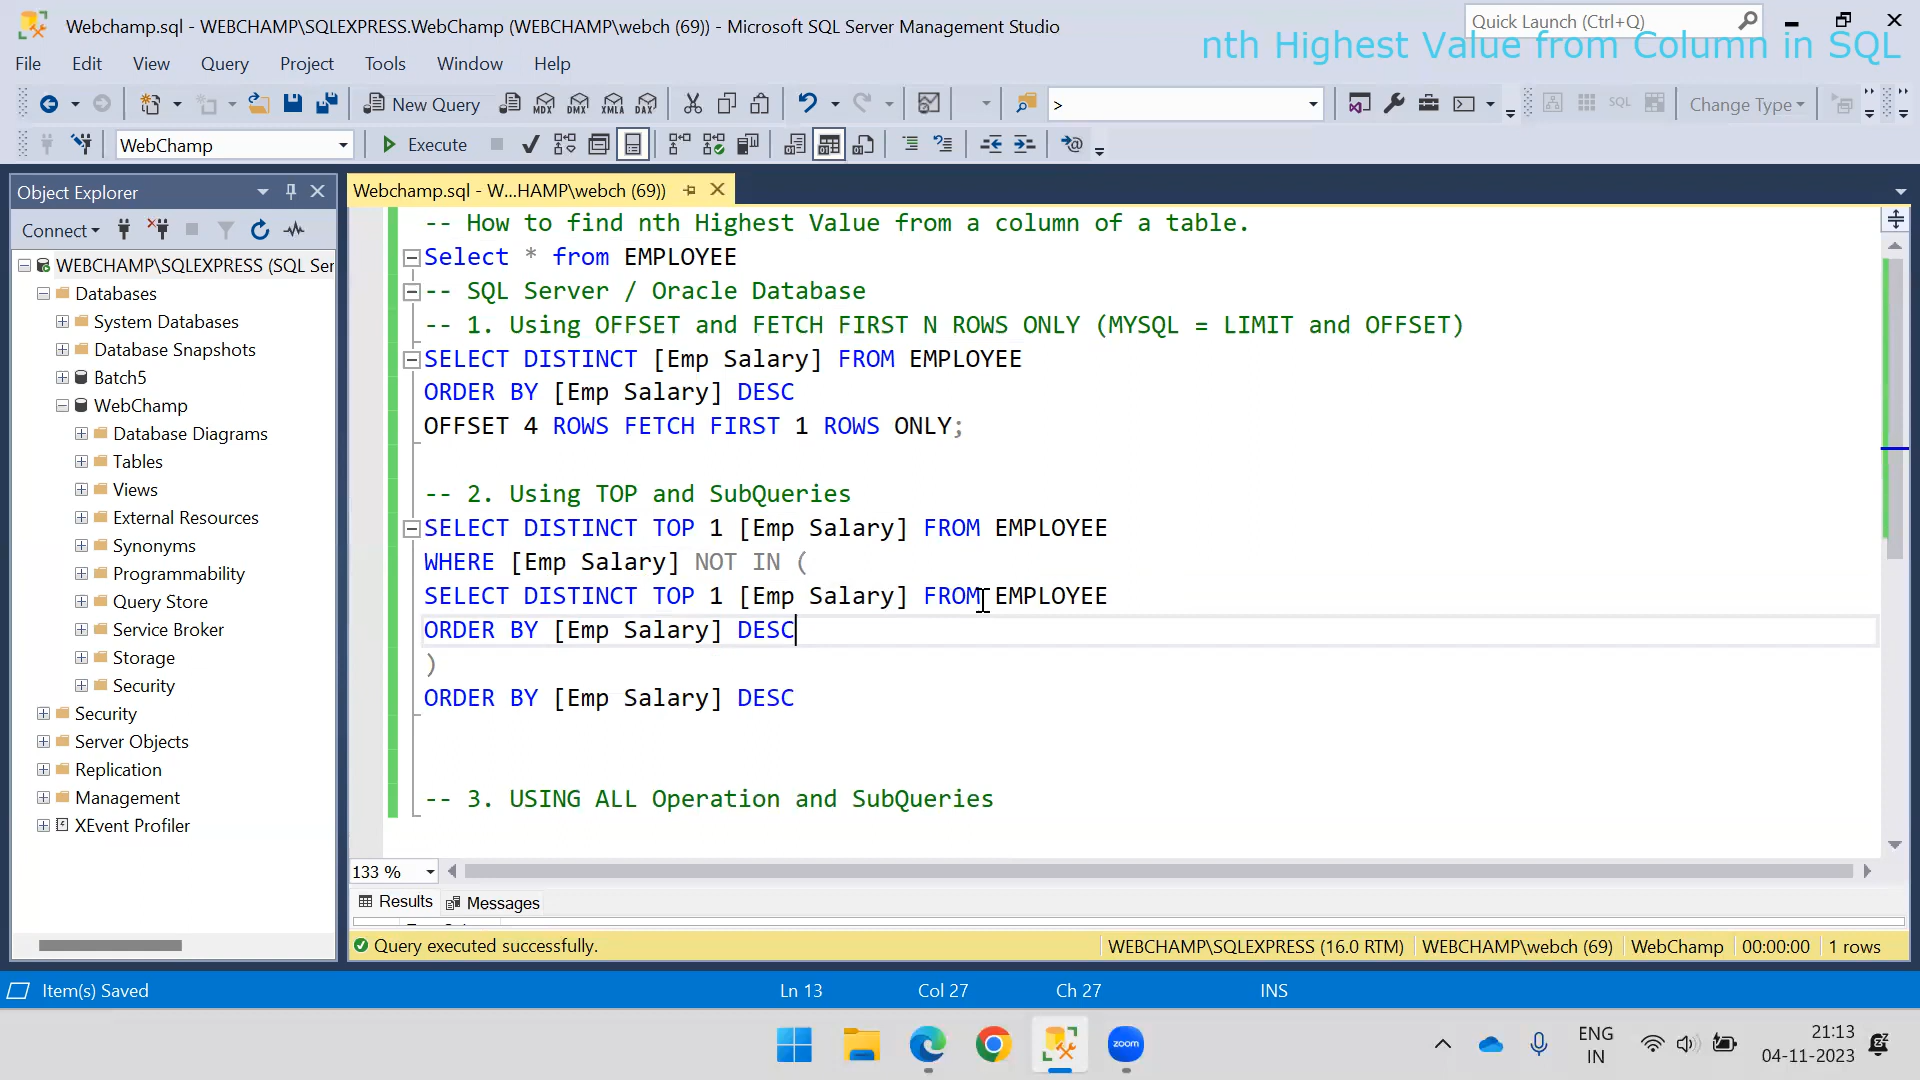 Webchamp.sql - WEBCHAMP\SQLEXPRESS.WebChamp (WEBCHAMP\webch (69)) - Microsoft SQL Server Management Studio
Quick Launch (Ctrl+Q)
nth Highest Value from Column in SQL
File Edit View Query Project Tools Window Help
New Query
MDX DMX XMLA DAX
>
SQL
Change Type
WebChamp
Execute
Object Explorer
Webchamp.sql - W...HAMP\webch (69))
Connect
WEBCHAMP\SQLEXPRESS (SQL Ser
Databases
System Databases
Database Snapshots
Batch5
WebChamp
Database Diagrams
Tables
Views
External Resources
Synonyms
Programmability
Query Store
Service Broker
Storage
Security
Security
Server Objects
Replication
Management
XEvent Profiler
-- How to find nth Highest Value from a column of a table.
Select * from EMPLOYEE
-- SQL Server / Oracle Database
-- 1. Using OFFSET and FETCH FIRST N ROWS ONLY (MYSQL = LIMIT and OFFSET)
SELECT DISTINCT [Emp Salary] FROM EMPLOYEE
ORDER BY [Emp Salary] DESC
OFFSET 4 ROWS FETCH FIRST 1 ROWS ONLY;
-- 2. Using TOP and SubQueries
SELECT DISTINCT TOP 1 [Emp Salary] FROM EMPLOYEE
WHERE [Emp Salary] NOT IN (
SELECT DISTINCT TOP 1 [Emp Salary] FROM EMPLOYEE
ORDER BY [Emp Salary] DESC
)
ORDER BY [Emp Salary] DESC
-- 3. USING ALL Operation and SubQueries
133 %
Results Messages
Query executed successfully.
WEBCHAMP\SQLEXPRESS (16.0 RTM) WEBCHAMP\webch (69) WebChamp 00:00:00 1 rows
Item(s) Saved
Ln 13 Col 27 Ch 27 INS
zoom
ENG
IN
21:13
04-11-2023